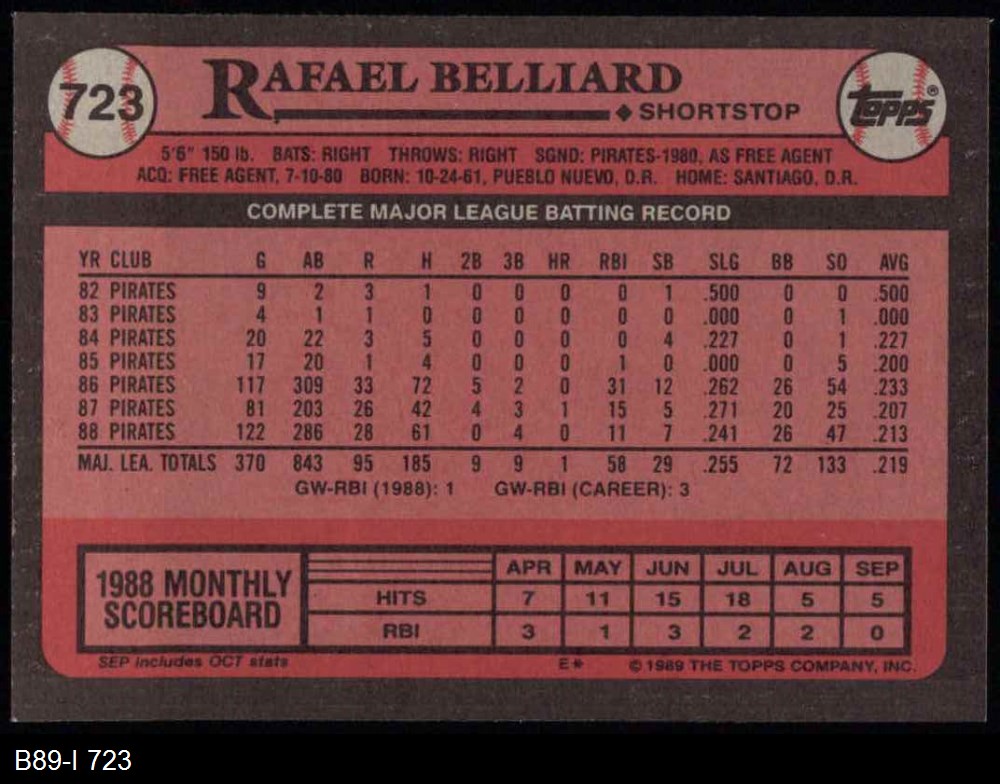 723
RAFAEL BELLIARD
◆ SHORTSTOP
TOPPS®
5'6" 150 lb. BATS: RIGHT THROWS: RIGHT SGND: PIRATES-1980, AS FREE AGENT
ACQ: FREE AGENT, 7-10-80 BORN: 10-24-61, PUEBLO NUEVO, D.R. HOME: SANTIAGO, D.R.
COMPLETE MAJOR LEAGUE BATTING RECORD
YR CLUB G AB R H 2B 3B HR RBI SB SLG BB SO AVG
82 PIRATES 9 2 3 1 0 0 0 0 1 .500 0 0 .500
83 PIRATES 4 1 1 0 0 0 0 0 0 .000 0 1 .000
84 PIRATES 20 22 3 5 0 0 0 0 4 .227 0 1 .227
85 PIRATES 17 20 1 4 0 0 0 1 0 .000 0 5 .200
86 PIRATES 117 309 33 72 5 2 0 31 12 .262 26 54 .233
87 PIRATES 81 203 26 42 4 3 1 15 5 .271 20 25 .207
88 PIRATES 122 286 28 61 0 4 0 11 7 .241 26 47 .213
MAJ. LEA. TOTALS 370 843 95 185 9 9 1 58 29 .255 72 133 .219
GW-RBI (1988): 1 GW-RBI (CAREER): 3
1988 MONTHLY
SCOREBOARD
APR MAY JUN JUL AUG SEP
HITS 7 11 15 18 5 5
RBI 3 1 3 2 2 0
SEP includes OCT stats
E* © 1989 THE TOPPS COMPANY, INC.
B89-I 723